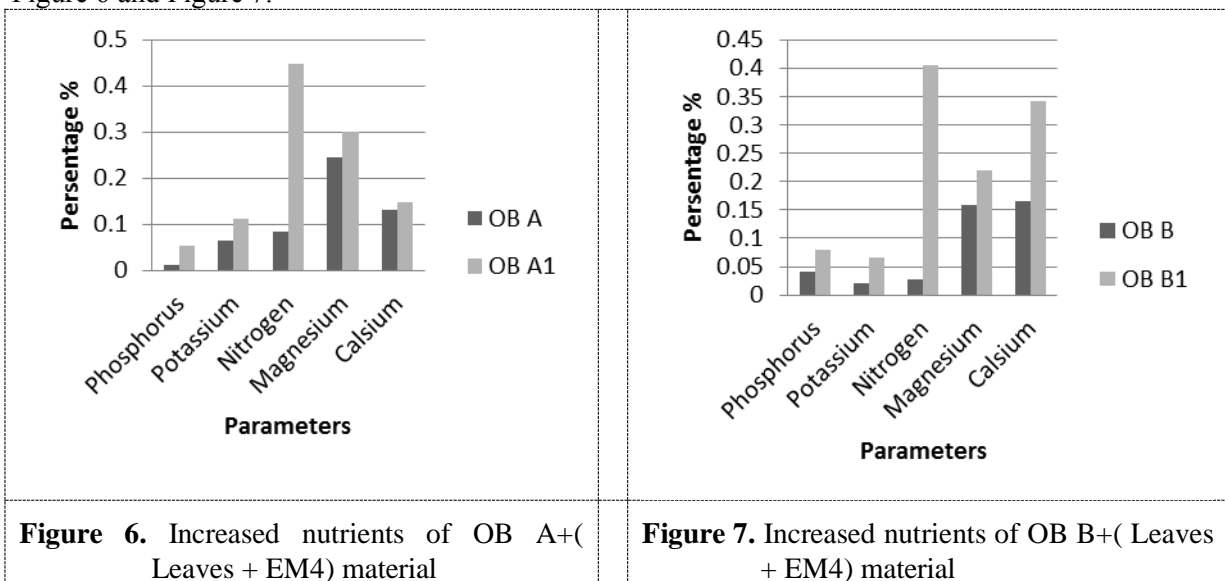 Figure 6 and Figure 7.
Persentage %
0.5
0.4
0.3
0.2
0.1
0
Phosphorus
Potassium
Nitrogen
Magnesium
Calsium
Parameters
OB A
OB A1
Figure 6. Increased nutrients of OB A+(
Leaves + EM4) material
Persentage %
0.45
0.4
0.35
0.3
0.25
0.2
0.15
0.1
0.05
0
Phosphorus
Potassium
Nitrogen
Magnesium
Calsium
Parameters
OB B
OB B1
Figure 7. Increased nutrients of OB B+( Leaves
+ EM4) material